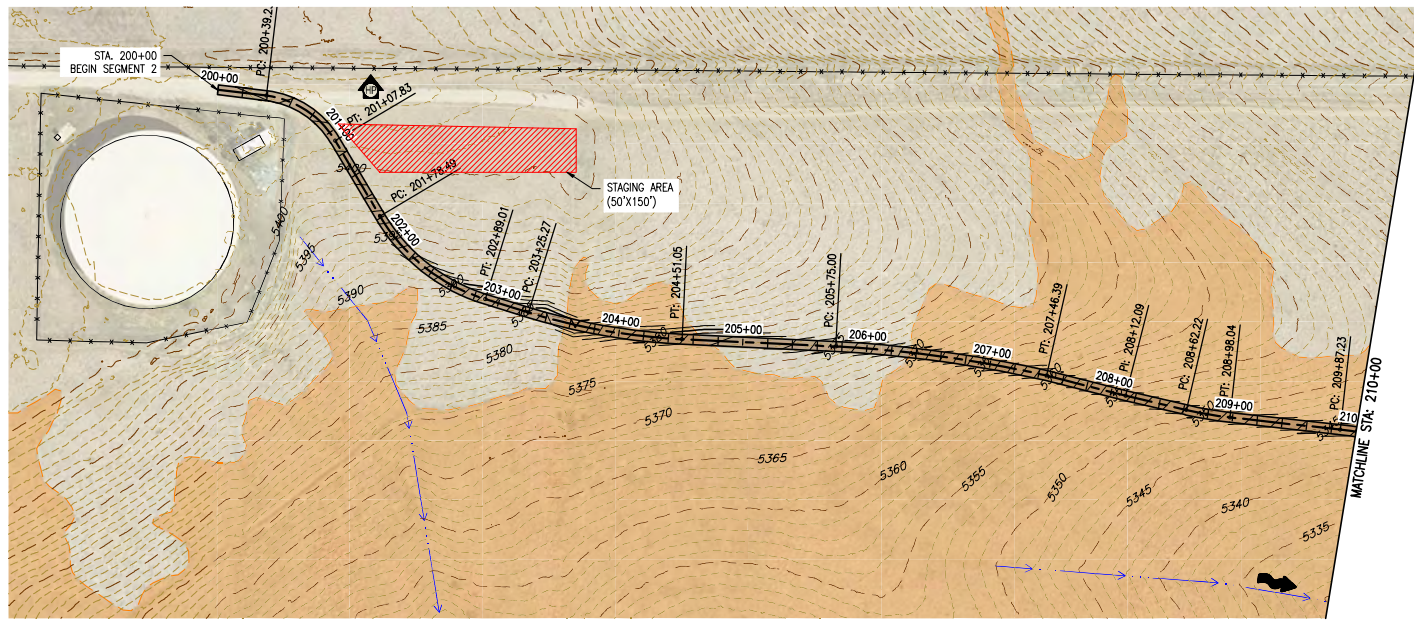 STA. 200+00
BEGIN SEGMENT 2
200+00
PC: 200+39.2
HP
201+00
PT: 201+07.83
5400
PC: 201+78.49
STAGING AREA
(50'X150')
5400
5395
5390
202+00
PT: 202+89.01
203+00
PC: 203+25.27
5385
5380
5375
204+00
PT: 204+51.05
205+00
5370
PC: 205+75.00
206+00
5365
207+00
5360
PT: 207+46.39
5355
208+00
5350
PI: 208+12.09
PC: 208+62.22
PT: 208+98.04
209+00
5345
5340
PC: 209+87.23
210
5335
MATCHLINE STA: 210+00